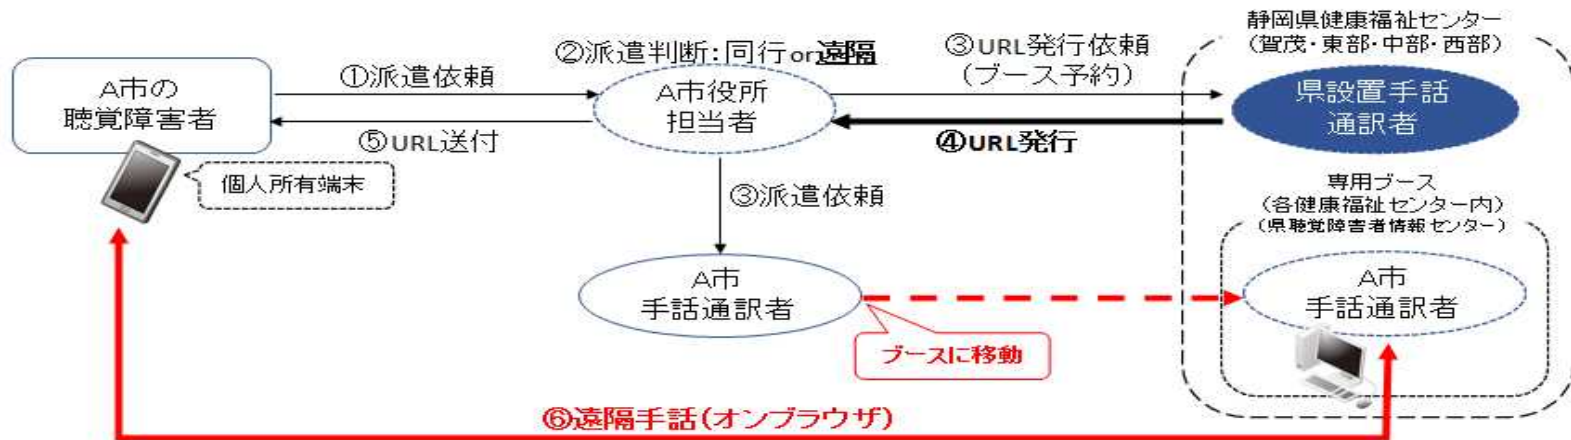 静岡県健康福祉センター
（賀茂・東部・中部・西部）
②派遣判断：同行or遠隔
③URL発行依頼
（ブース予約）
①派遣依頼
A市の
聴覚障害者
A市役所
担当者
県設置手話
通訳者
⑤URL送付
④URL発行
個人所有端末
③派遣依頼
専用ブース
（各健康福祉センター内）
（県聴覚障害者情報センター）
A市
手話通訳者
A市
手話通訳者
ブースに移動
⑥遠隔手話（オンブラウザ）